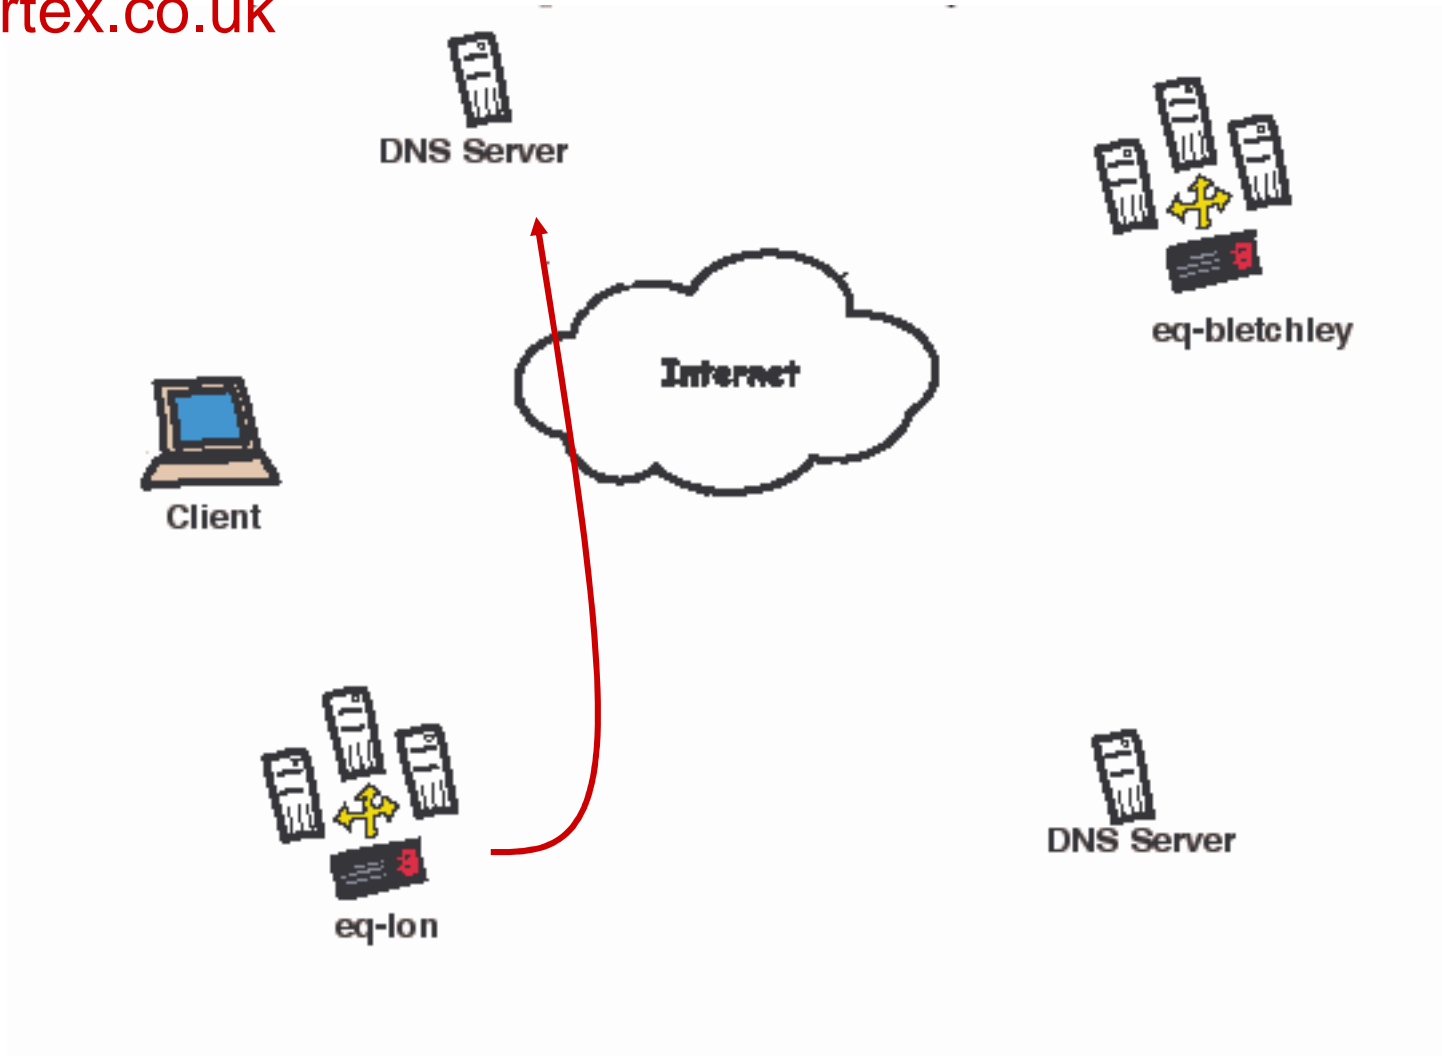 rtex.co.uk
DNS Server
eq-bletchley
Internet
Client
DNS Server
eq-lon